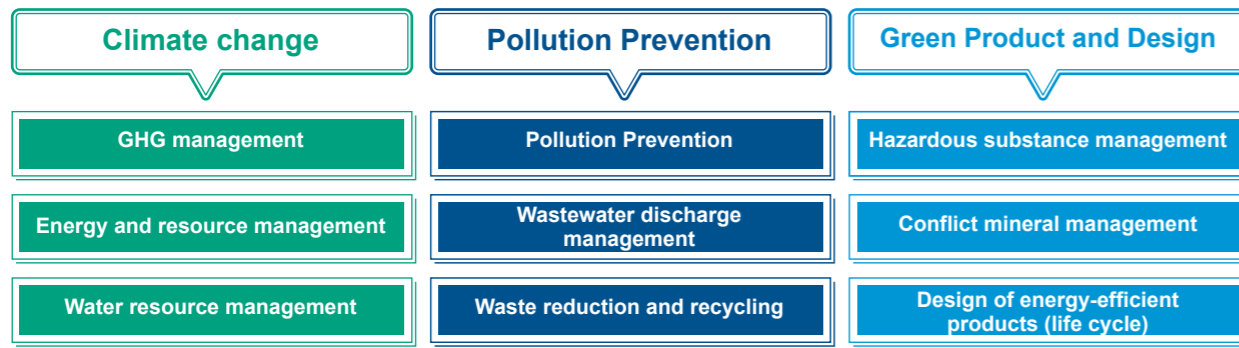 Climate change
GHG management
Energy and resource management
Water resource management
Pollution Prevention
Pollution Prevention
Wastewater discharge
management
Waste reduction and recycling
Green Product and Design
Hazardous substance management
Conflict mineral management
Design of energy-efficient
products (life cycle)